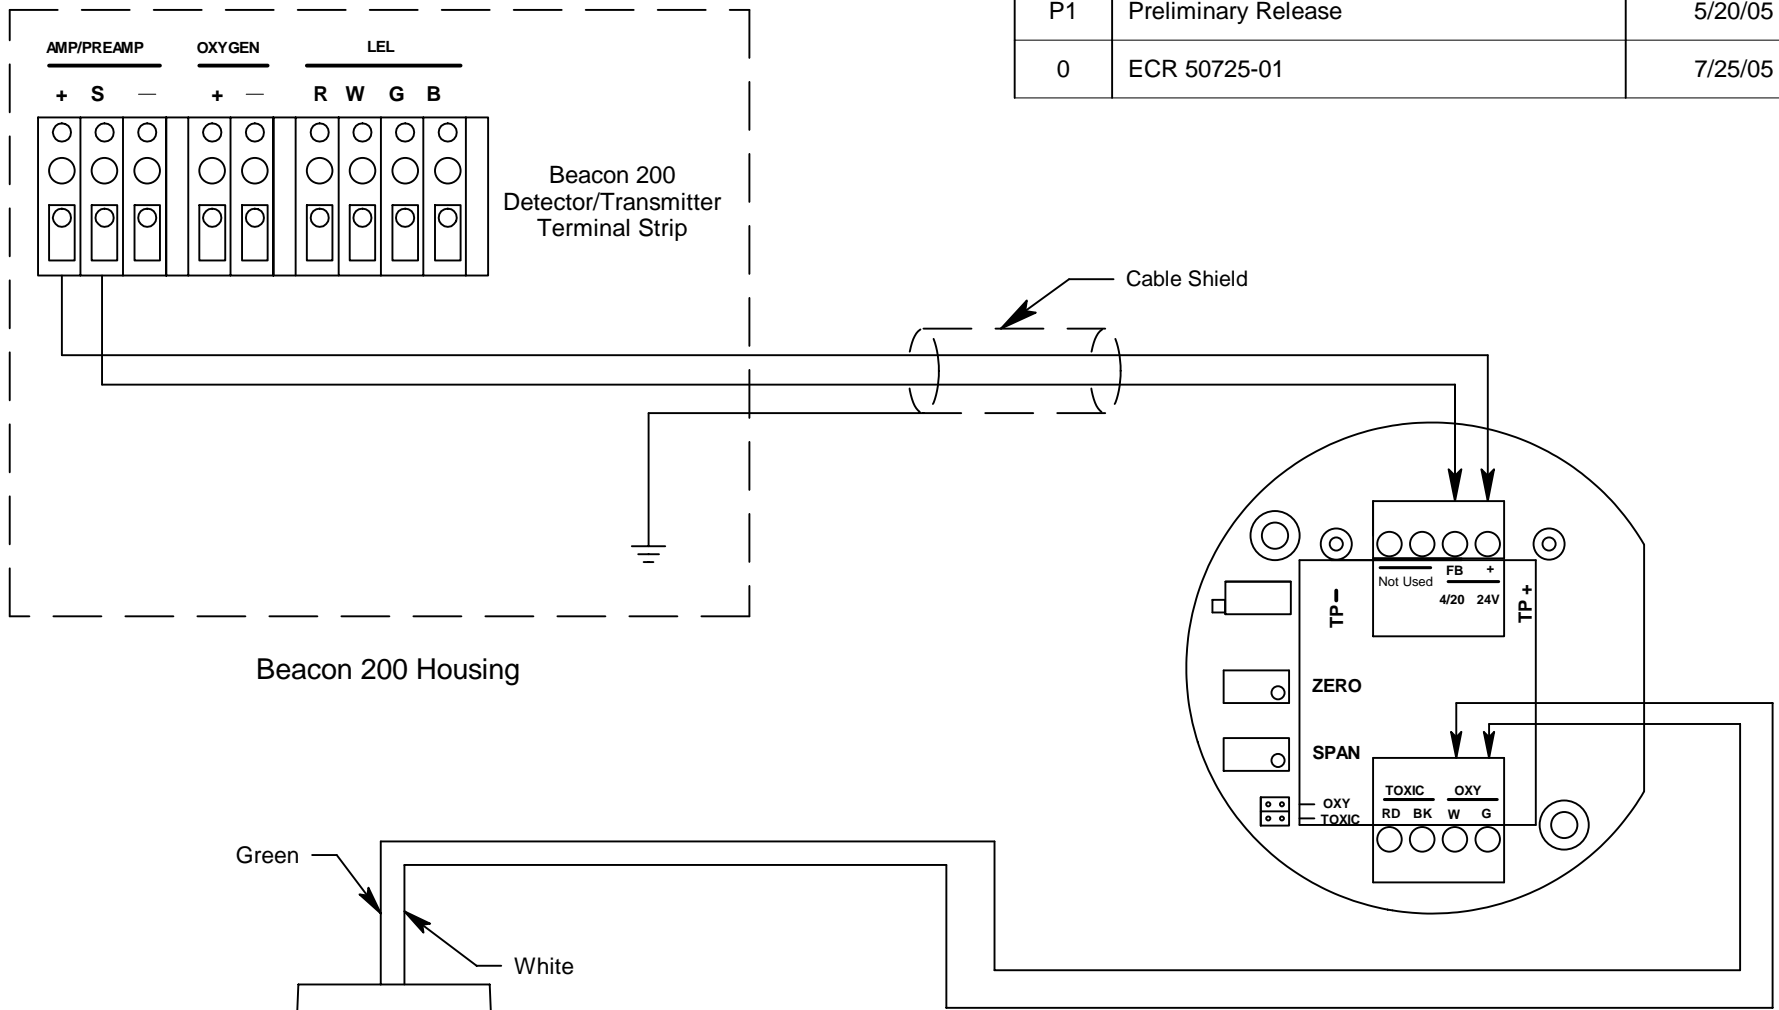 P1 Preliminary Release 5/20/05
0 ECR 50725-01 7/25/05
AMP/PREAMP OXYGEN LEL
+ S — + — R W G B
Beacon 200
Detector/Transmitter
Terminal Strip
Cable Shield
Beacon 200 Housing
FB +
Not Used
4/20 24V
TP –
TP +
ZERO
SPAN
OXY
TOXIC
TOXIC OXY
RD BK W G
Green
White